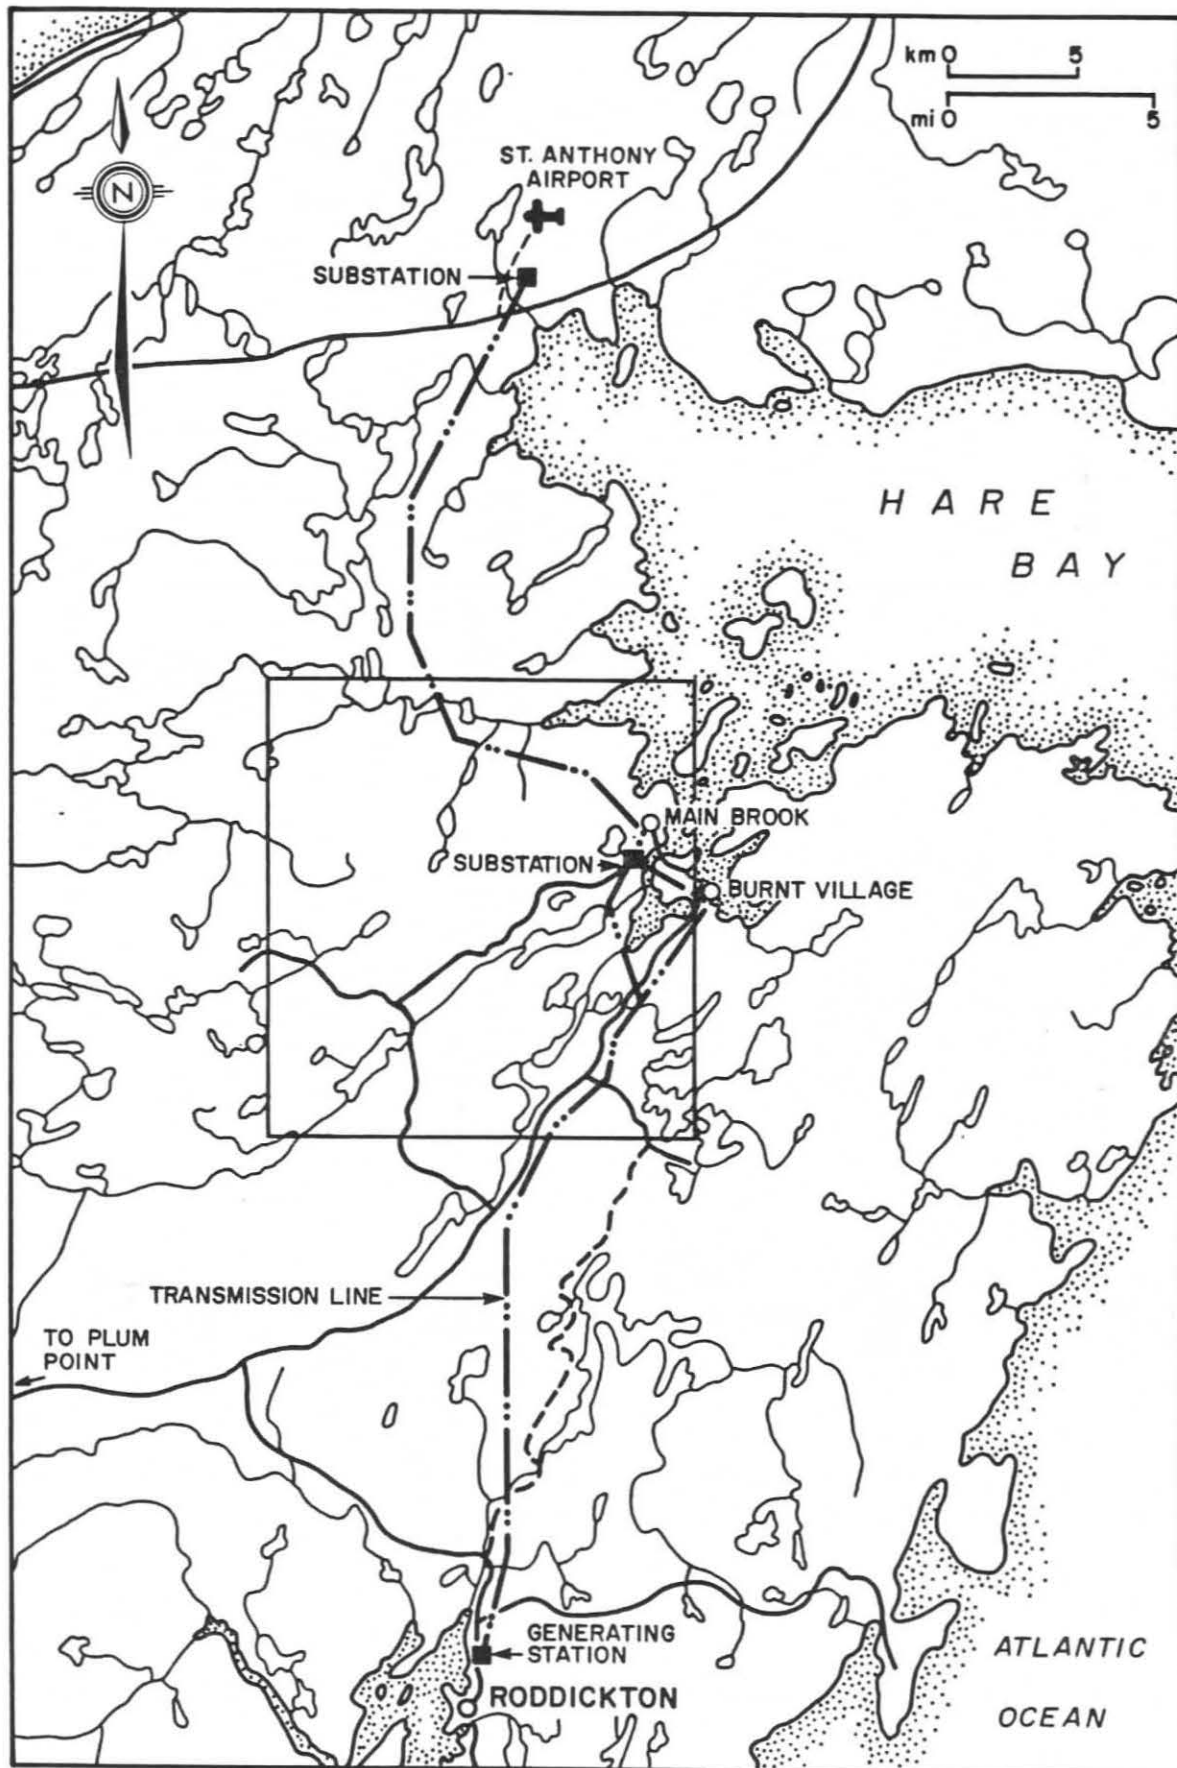 km 0 5
mi 0 5
N
ST. ANTHONY
AIRPORT
SUBSTATION
HARE
BAY
MAIN BROOK
SUBSTATION
BURNT VILLAGE
TRANSMISSION LINE
TO PLUM
POINT
GENERATING
STATION
RODDICKTON
ATLANTIC
OCEAN